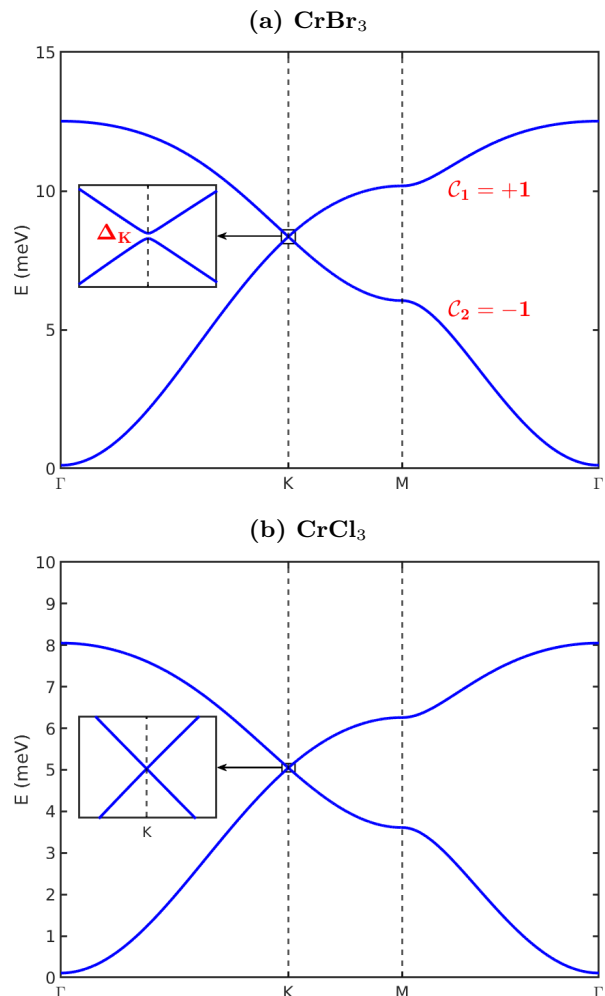 (a) CrBr₃
15
10
5
0
E (meV)
Δ_K
𝒞₁ = +1
𝒞₂ = −1
Γ K M Γ
(b) CrCl₃
10
9
8
7
6
5
4
3
2
1
0
E (meV)
K
Γ K M Γ